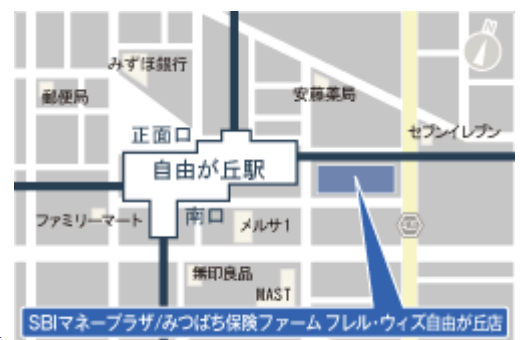 みずほ銀行
郵便局
安藤薬局
正面口
セブンイレブン
自由が丘駅
ファミリーマート
南口
メルサ1
無印良品
MAST
SBIマネープラザ/みつばち保険ファーム フレル・ウィズ自由が丘店